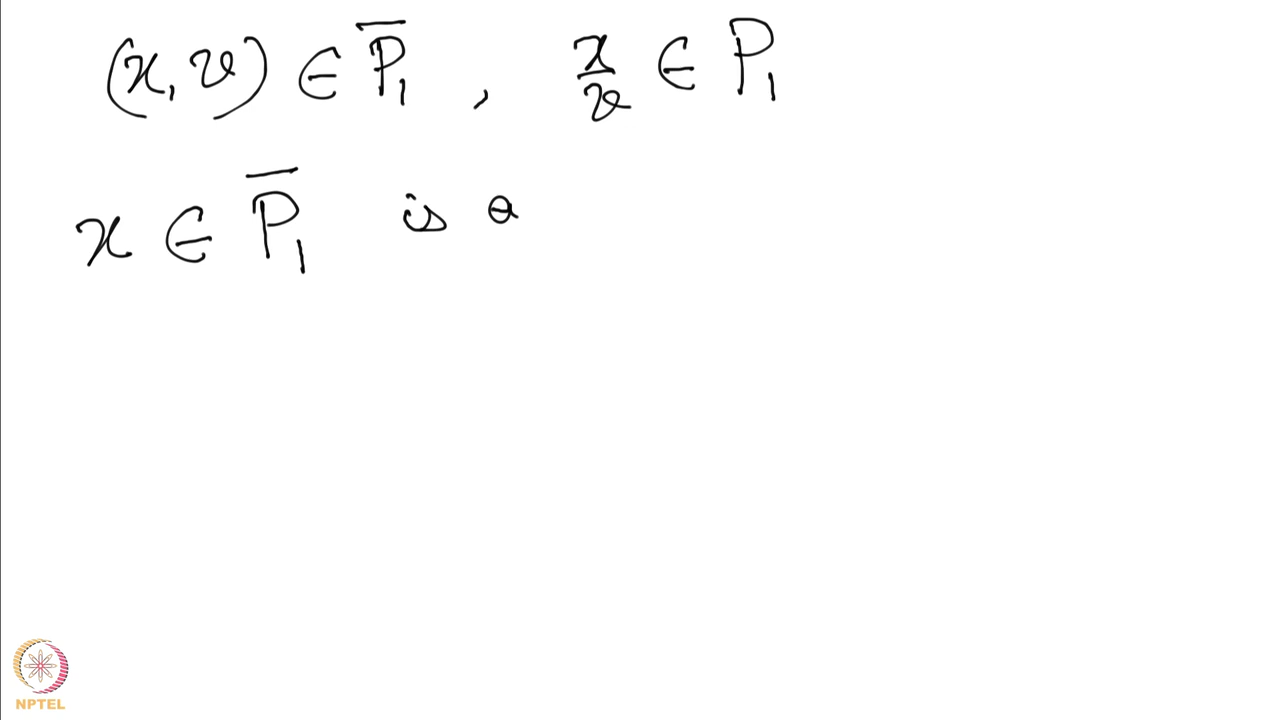 (x, v) ∈ P̅₁ , x/v ∈ P₁
x ∈ P̅₁ is a
NPTEL